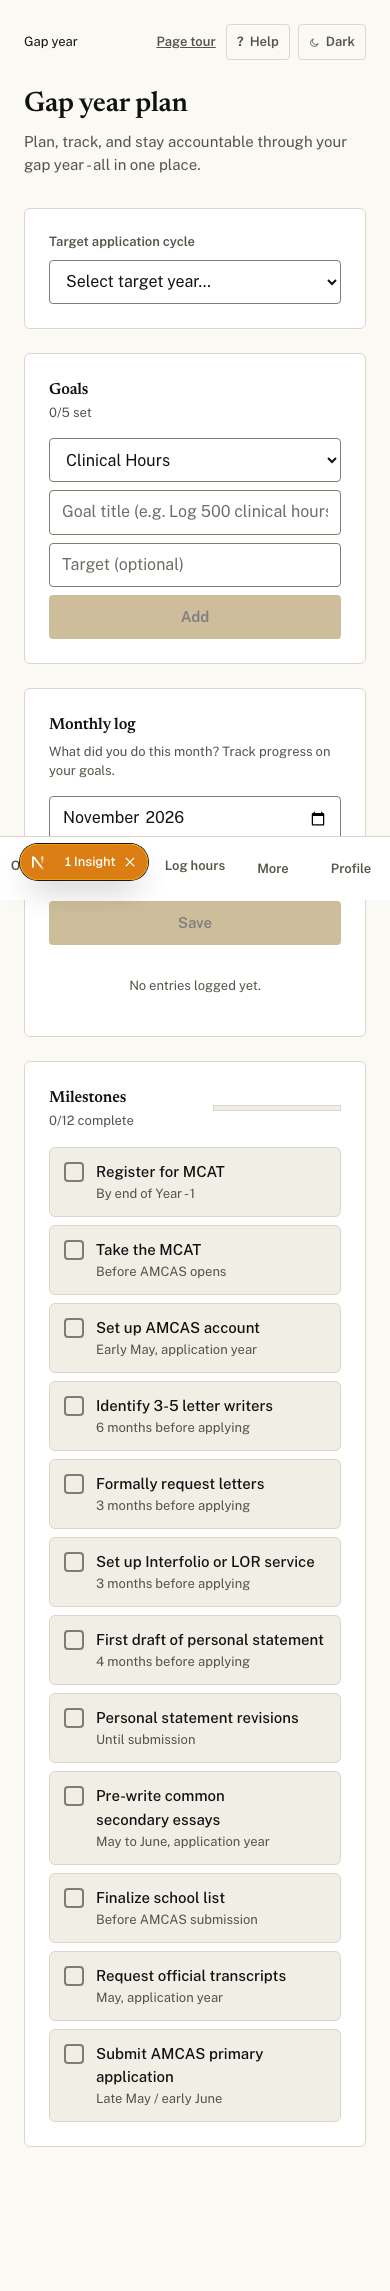 Gap year
Page tour
? Help
Dark
Gap year plan
Plan, track, and stay accountable through your
gap year - all in one place.
Target application cycle
Select target year...
Goals
0/5 set
Clinical Hours
Goal title (e.g. Log 500 clinical hours
Target (optional)
Add
Monthly log
What did you do this month? Track progress on
your goals.
November 2026
1 Insight
Log hours
More
Profile
Save
No entries logged yet.
Milestones
0/12 complete
Register for MCAT
By end of Year -1
Take the MCAT
Before AMCAS opens
Set up AMCAS account
Early May, application year
Identify 3-5 letter writers
6 months before applying
Formally request letters
3 months before applying
Set up Interfolio or LOR service
3 months before applying
First draft of personal statement
4 months before applying
Personal statement revisions
Until submission
Pre-write common
secondary essays
May to June, application year
Finalize school list
Before AMCAS submission
Request official transcripts
May, application year
Submit AMCAS primary
application
Late May / early June